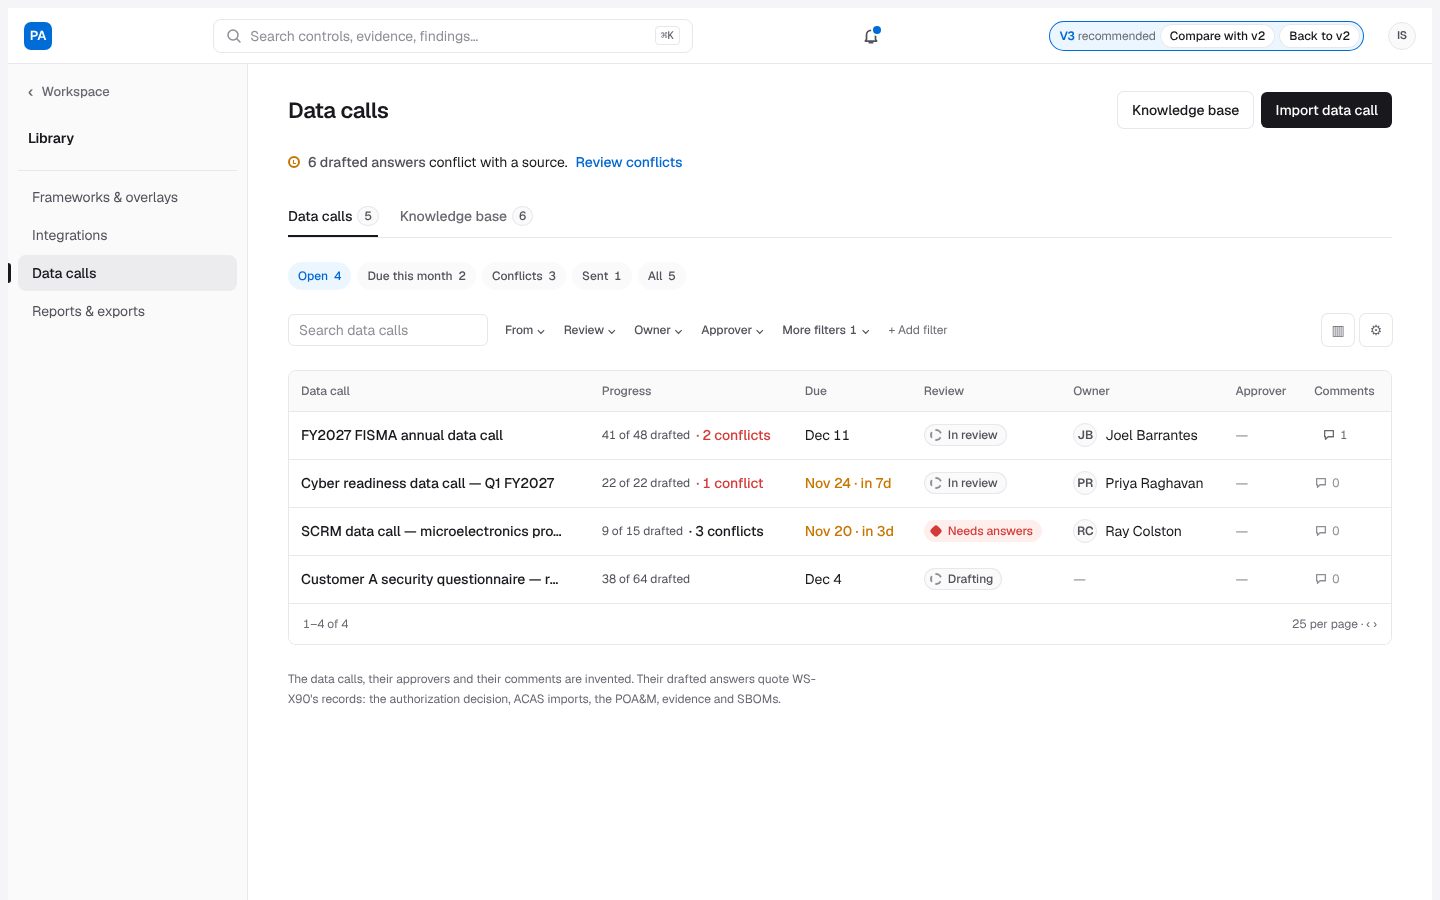 PA
Search controls, evidence, findings...
⌘K
V3 recommended Compare with v2 Back to v2
IS
‹ Workspace
Library
Frameworks & overlays
Integrations
Data calls
Reports & exports
Data calls
Knowledge base
Import data call
6 drafted answers conflict with a source. Review conflicts
Data calls 5 Knowledge base 6
Open 4 Due this month 2 Conflicts 3 Sent 1 All 5
Search data calls From Review Owner Approver More filters 1 + Add filter
Data call Progress Due Review Owner Approver Comments
FY2027 FISMA annual data call 41 of 48 drafted · 2 conflicts Dec 11 In review JB Joel Barrantes — 1
Cyber readiness data call — Q1 FY2027 22 of 22 drafted · 1 conflict Nov 24 · in 7d In review PR Priya Raghavan — 0
SCRM data call — microelectronics pro... 9 of 15 drafted · 3 conflicts Nov 20 · in 3d Needs answers RC Ray Colston — 0
Customer A security questionnaire — r... 38 of 64 drafted Dec 4 Drafting — — 0
1–4 of 4 25 per page · ‹ ›
The data calls, their approvers and their comments are invented. Their drafted answers quote WS-
X90's records: the authorization decision, ACAS imports, the POA&M, evidence and SBOMs.